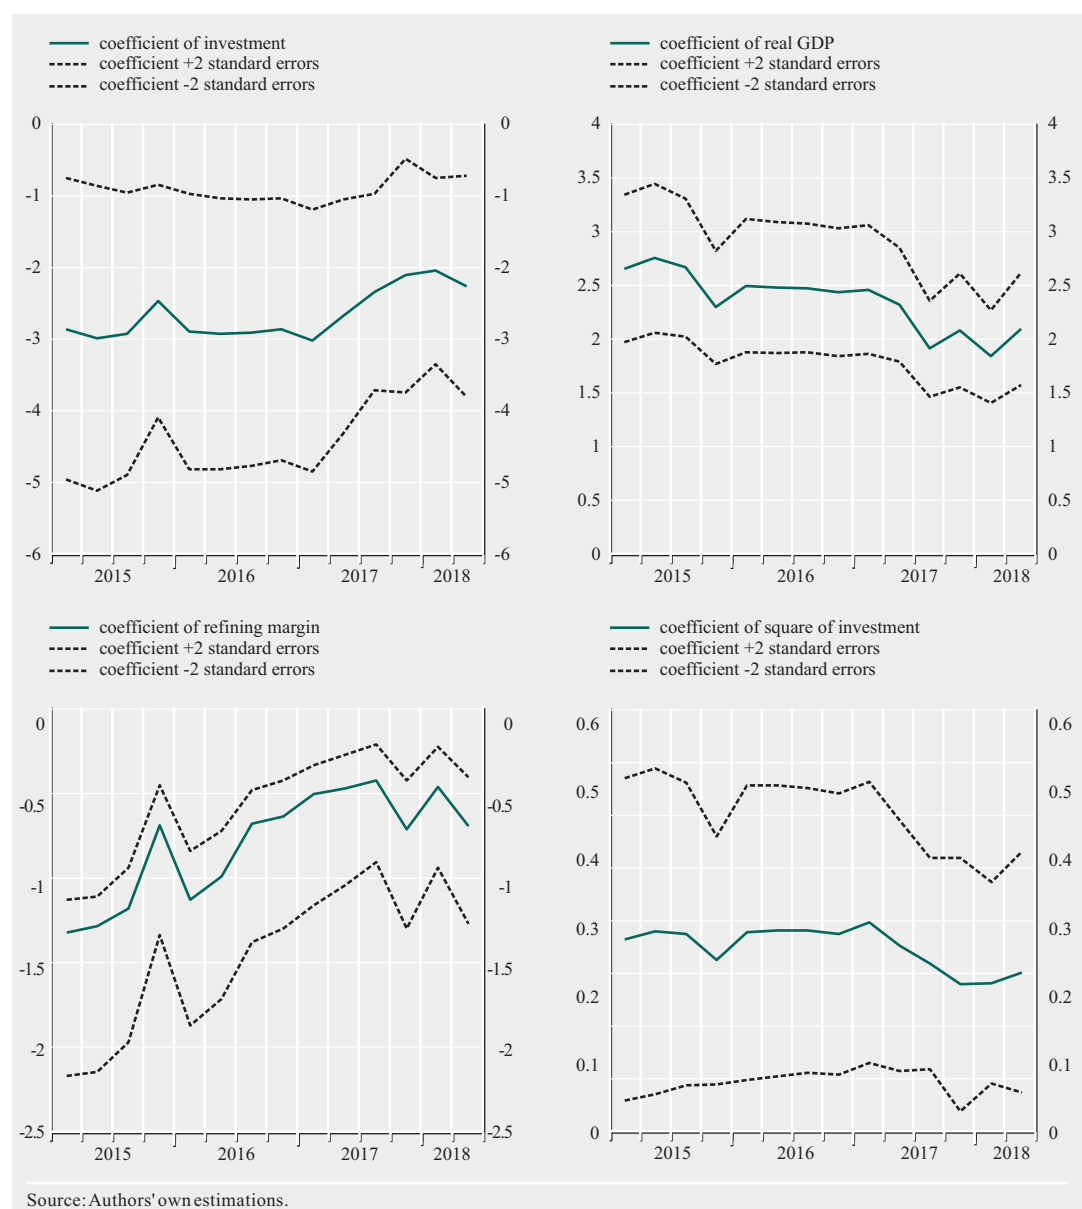 coefficient of investment
coefficient +2 standard errors
coefficient -2 standard errors
0 0
-1 -1
-2 -2
-3 -3
-4 -4
-5 -5
-6 -6
2015 2016 2017 2018
coefficient of real GDP
coefficient +2 standard errors
coefficient -2 standard errors
4 4
3.5 3.5
3 3
2.5 2.5
2 2
1.5 1.5
1 1
0.5 0.5
0 0
2015 2016 2017 2018
coefficient of refining margin
coefficient +2 standard errors
coefficient -2 standard errors
0 0
-0.5 -0.5
-1 -1
-1.5 -1.5
-2 -2
-2.5 -2.5
2015 2016 2017 2018
coefficient of square of investment
coefficient +2 standard errors
coefficient -2 standard errors
0.6 0.6
0.5 0.5
0.4 0.4
0.3 0.3
0.2 0.2
0.1 0.1
0 0
2015 2016 2017 2018
Source: Authors' own estimations.